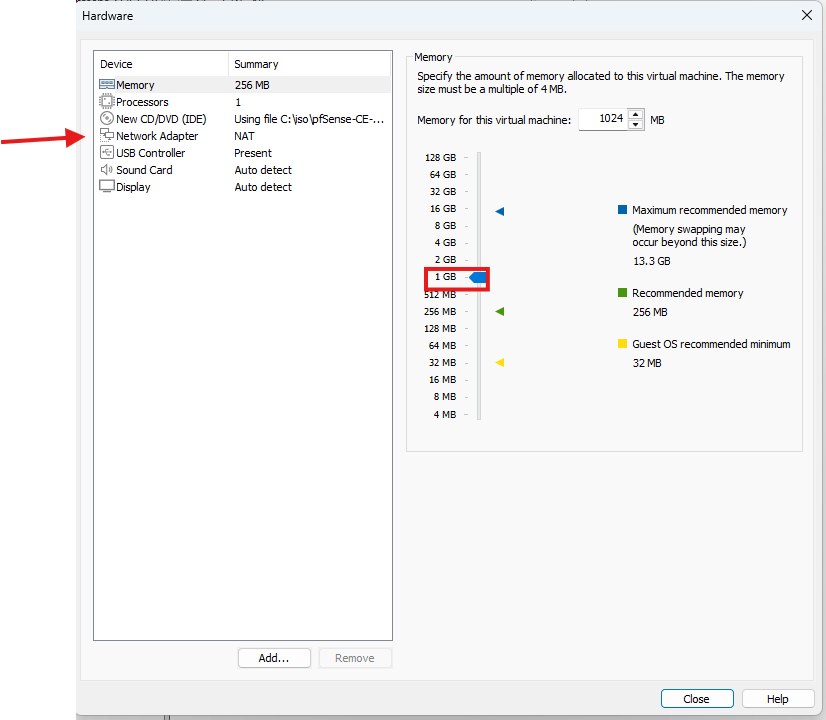 Hardware
Device Summary
Memory 256 MB
Processors 1
New CD/DVD (IDE) Using file C:\iso\pfSense-CE-...
Network Adapter NAT
USB Controller Present
Sound Card Auto detect
Display Auto detect
Add...
Remove
Memory
Specify the amount of memory allocated to this virtual machine. The memory
size must be a multiple of 4 MB.
Memory for this virtual machine: 1024 MB
128 GB
64 GB
32 GB
16 GB
8 GB
4 GB
2 GB
1 GB
512 MB
256 MB
128 MB
64 MB
32 MB
16 MB
8 MB
4 MB
Maximum recommended memory
(Memory swapping may
occur beyond this size.)
13.3 GB
Recommended memory
256 MB
Guest OS recommended minimum
32 MB
Close
Help